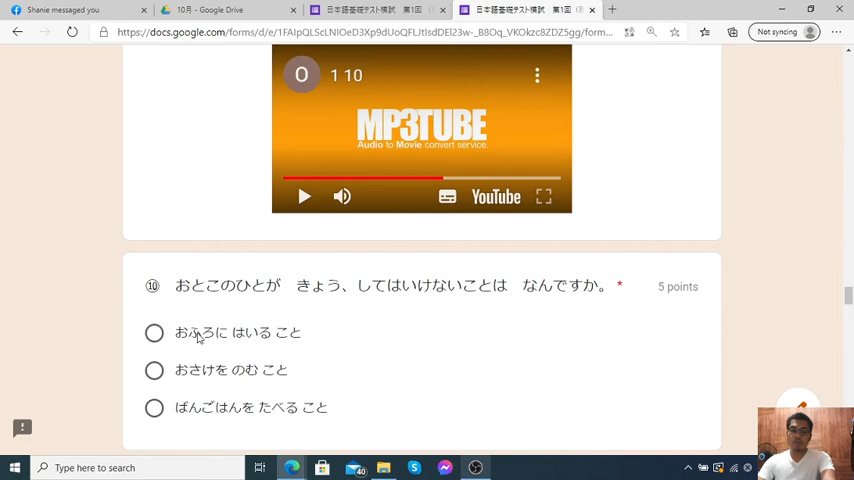 Shanie messaged you
10月 - Google Drive
日本語基礎テスト模試 第1回
日本語基礎テスト模試 第1回
https://docs.google.com/forms/d/e/1FAIpQLScLNIOeD3Xp9dUoQFLJtIsdDEl23w-_B8Oq_VKOkzc8ZDZ5gg/form...
Not syncing
O 1 10
MP3TUBE
Audio to Movie convert service.
YouTube
⑩ おとこのひとが きょう、してはいけないことは なんですか。 * 5 points
おふろに はいる こと
おさけを のむ こと
ばんごはんを たべる こと
Type here to search
40